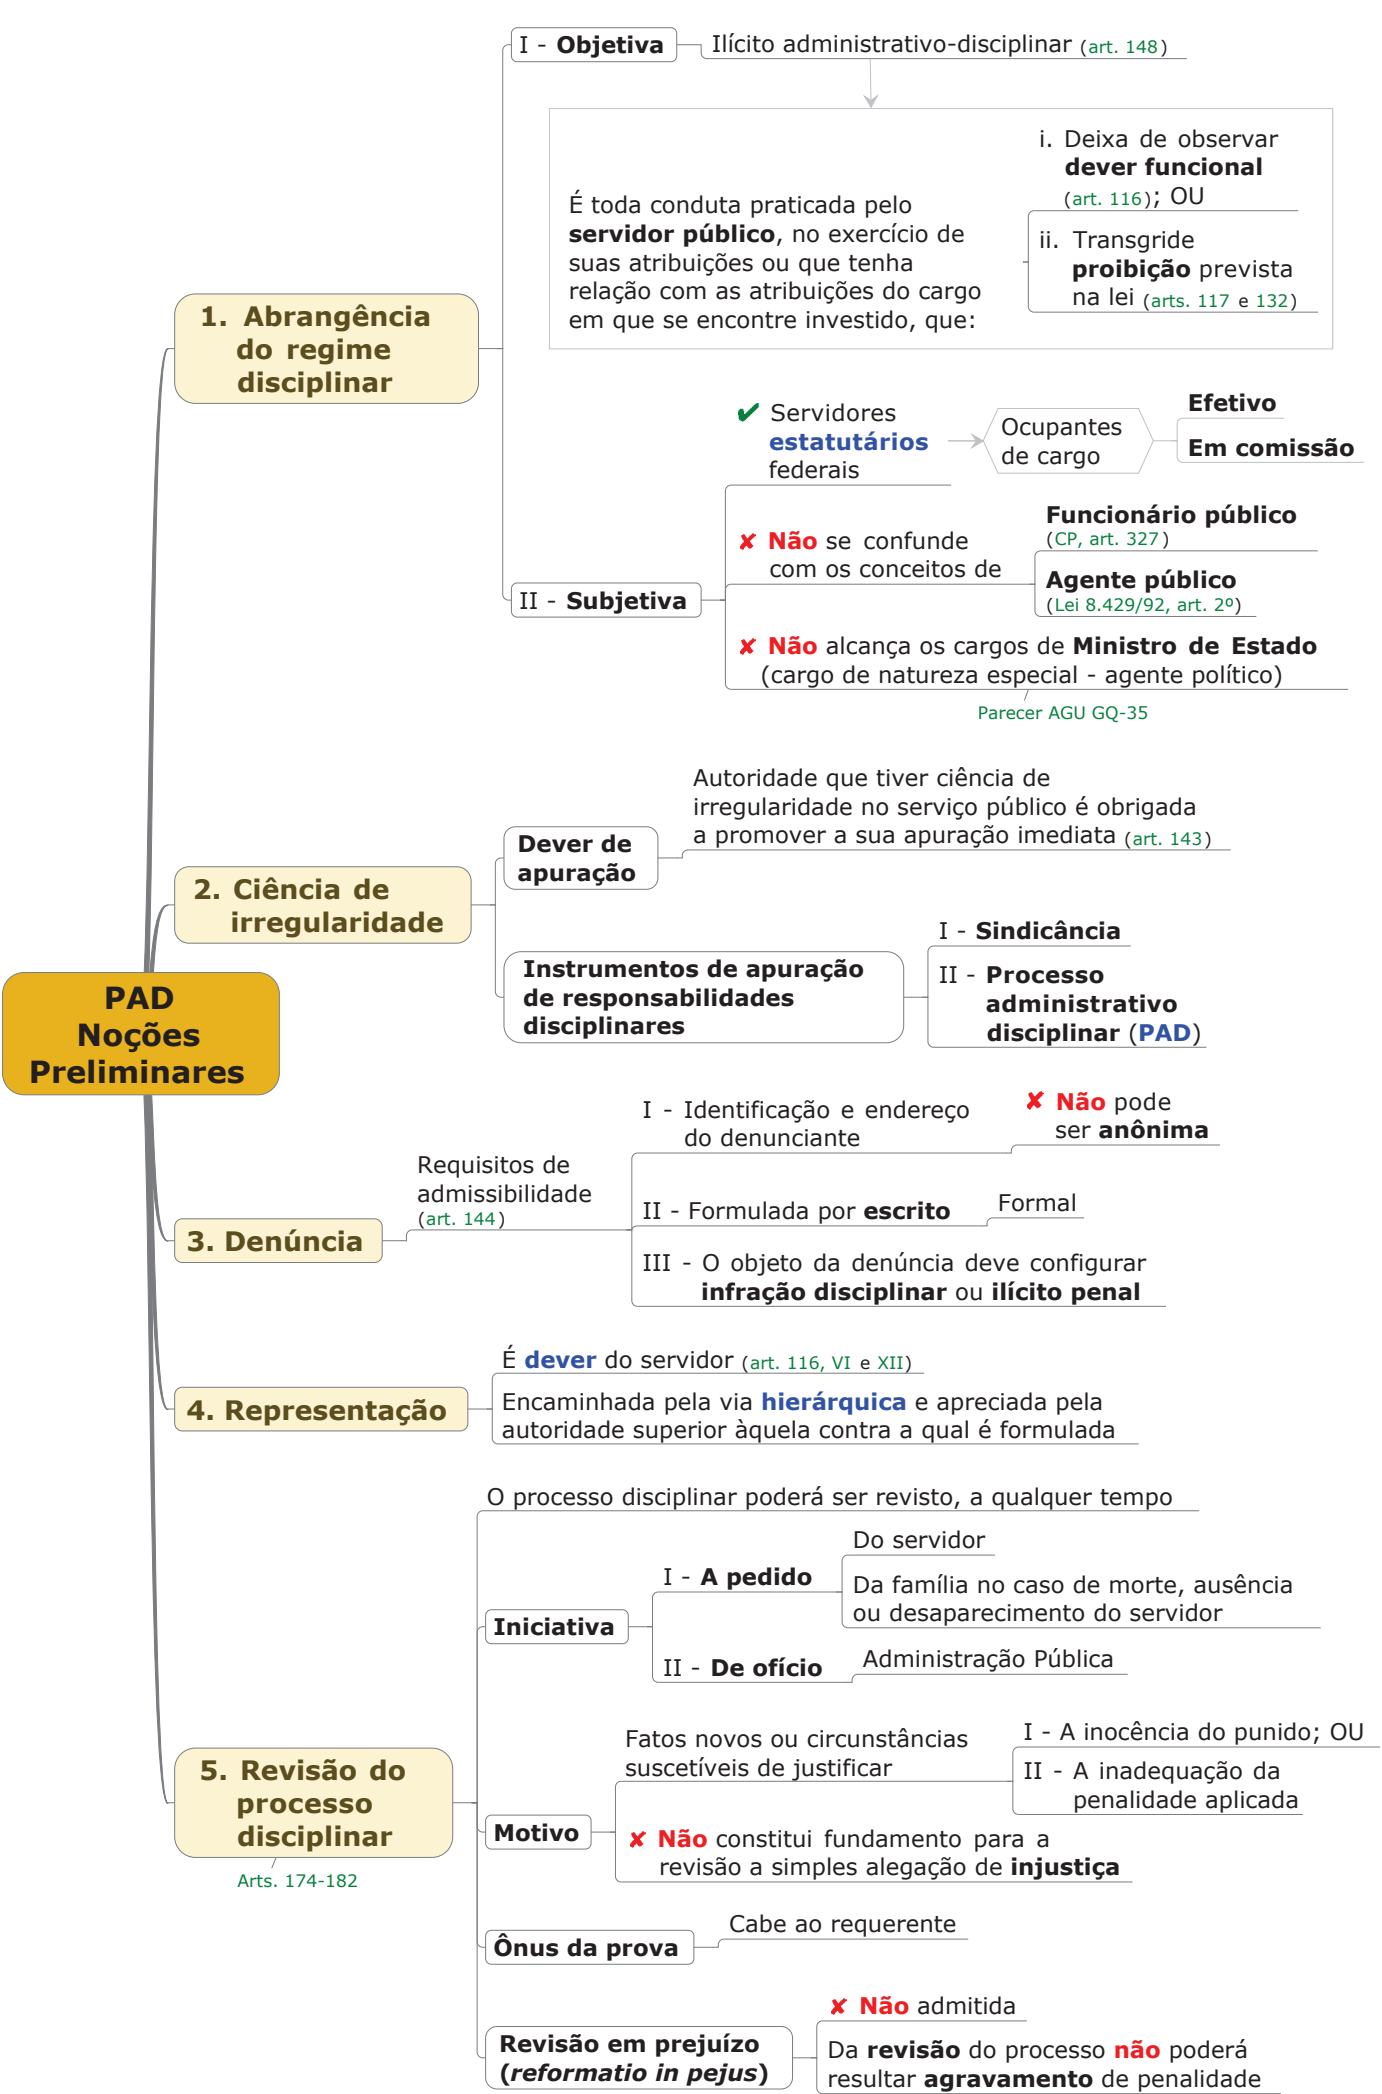 PAD
Noções
Preliminares
1. Abrangência
do regime
disciplinar
I - Objetiva
Ilícito administrativo-disciplinar (art. 148)
É toda conduta praticada pelo
servidor público, no exercício de
suas atribuições ou que tenha
relação com as atribuições do cargo
em que se encontre investido, que:
i. Deixa de observar
dever funcional
(art. 116); OU
ii. Transgride
proibição prevista
na lei (arts. 117 e 132)
II - Subjetiva
✔ Servidores
estatutários
federais
Ocupantes
de cargo
Efetivo
Em comissão
✘ Não se confunde
com os conceitos de
Funcionário público
(CP, art. 327)
Agente público
(Lei 8.429/92, art. 2º)
✘ Não alcança os cargos de Ministro de Estado
(cargo de natureza especial - agente político)
Parecer AGU GQ-35
2. Ciência de
irregularidade
Dever de
apuração
Autoridade que tiver ciência de
irregularidade no serviço público é obrigada
a promover a sua apuração imediata (art. 143)
Instrumentos de apuração
de responsabilidades
disciplinares
I - Sindicância
II - Processo
administrativo
disciplinar (PAD)
3. Denúncia
Requisitos de
admissibilidade
(art. 144)
I - Identificação e endereço
do denunciante
✘ Não pode
ser anônima
II - Formulada por escrito
Formal
III - O objeto da denúncia deve configurar
infração disciplinar ou ilícito penal
4. Representação
É dever do servidor (art. 116, VI e XII)
Encaminhada pela via hierárquica e apreciada pela
autoridade superior àquela contra a qual é formulada
5. Revisão do
processo
disciplinar
Arts. 174-182
O processo disciplinar poderá ser revisto, a qualquer tempo
Iniciativa
I - A pedido
Do servidor
Da família no caso de morte, ausência
ou desaparecimento do servidor
II - De ofício
Administração Pública
Motivo
Fatos novos ou circunstâncias
suscetíveis de justificar
I - A inocência do punido; OU
II - A inadequação da
penalidade aplicada
✘ Não constitui fundamento para a
revisão a simples alegação de injustiça
Ônus da prova
Cabe ao requerente
Revisão em prejuízo
(reformatio in pejus)
✘ Não admitida
Da revisão do processo não poderá
resultar agravamento de penalidade